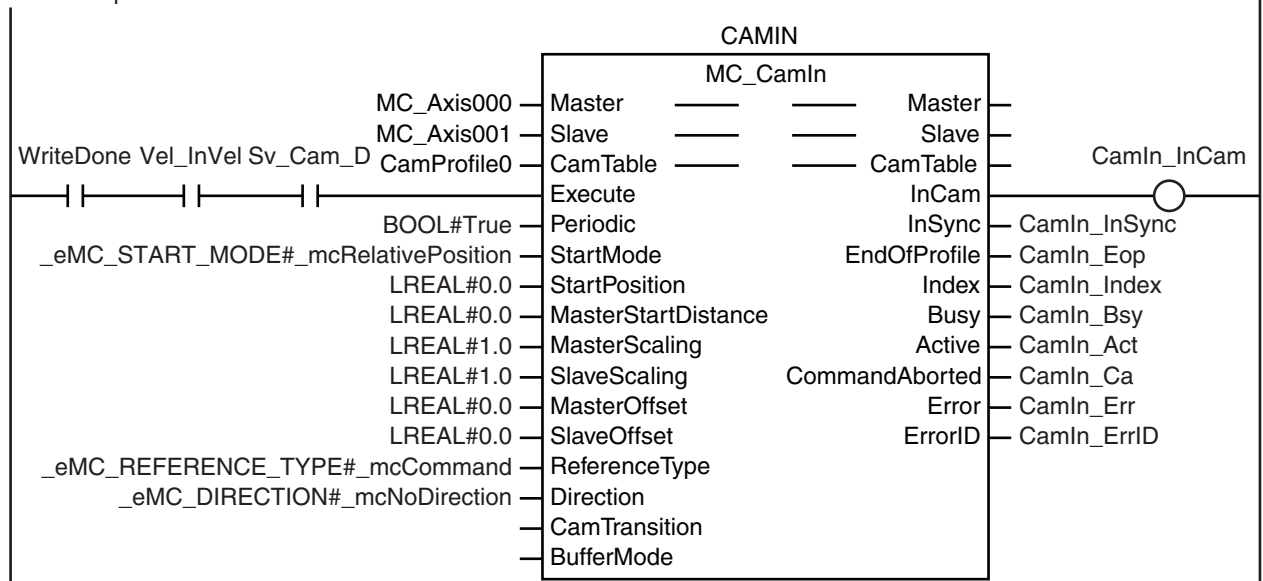 CAMIN
MC_CamIn
MC_Axis000 Master Master
MC_Axis001 Slave Slave
WriteDone Vel_InVel Sv_Cam_D CamProfile0 CamTable CamTable CamIn_InCam
Execute InCam
BOOL#True Periodic InSync CamIn_InSync
_eMC_START_MODE#_mcRelativePosition StartMode EndOfProfile CamIn_Eop
LREAL#0.0 StartPosition Index CamIn_Index
LREAL#0.0 MasterStartDistance Busy CamIn_Bsy
LREAL#1.0 MasterScaling Active CamIn_Act
LREAL#1.0 SlaveScaling CommandAborted CamIn_Ca
LREAL#0.0 MasterOffset Error CamIn_Err
LREAL#0.0 SlaveOffset ErrorID CamIn_ErrID
_eMC_REFERENCE_TYPE#_mcCommand ReferenceType
_eMC_DIRECTION#_mcNoDirection Direction
CamTransition
BufferMode